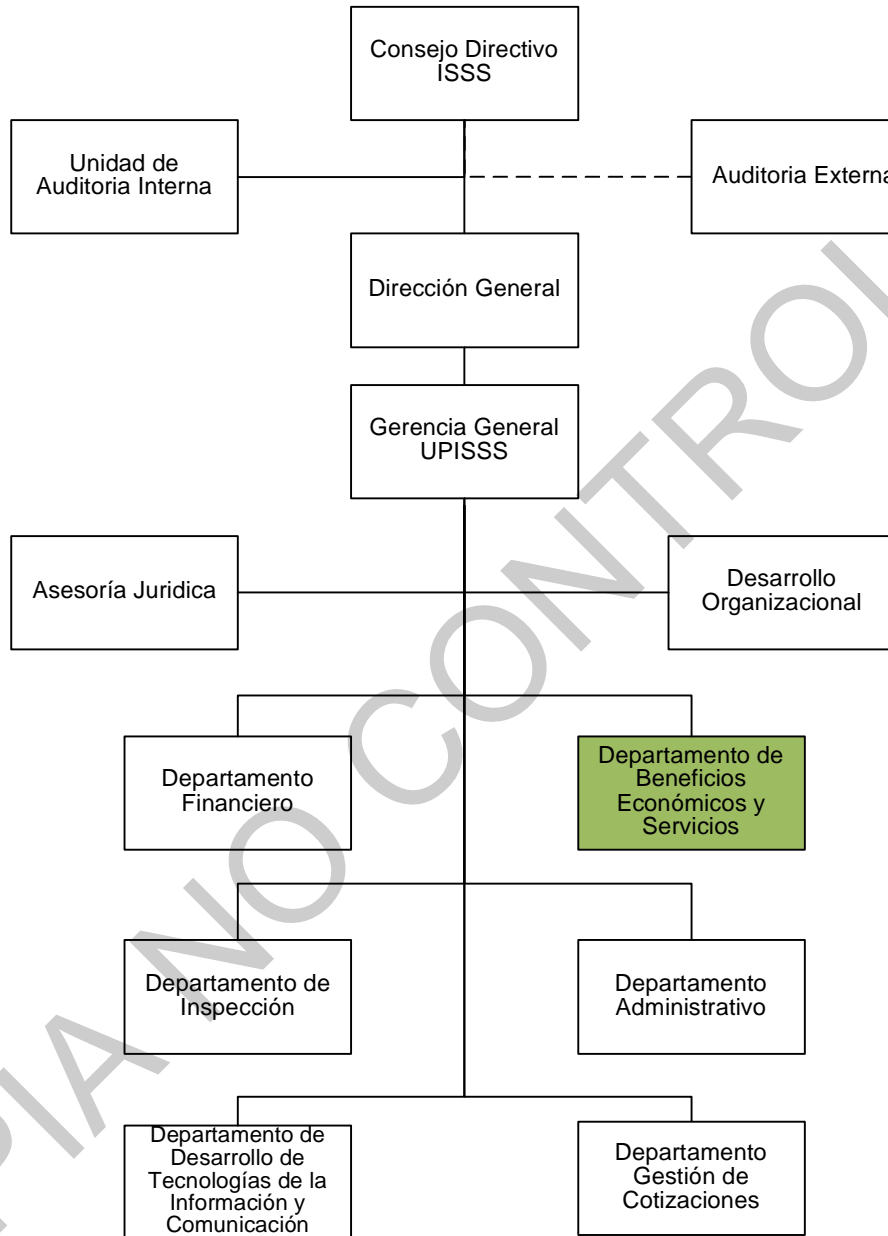 Consejo Directivo
ISSS
Unidad de
Auditoria Interna
Auditoria Externa
Dirección General
Gerencia General
UPISSS
Asesoría Juridica
Desarrollo
Organizacional
Departamento
Financiero
Departamento de
Beneficios
Económicos y
Servicios
Departamento de
Inspección
Departamento
Administrativo
Departamento de
Desarrollo de
Tecnologías de la
Información y
Comunicación
Departamento
Gestión de
Cotizaciones
PIA NO CONTROL